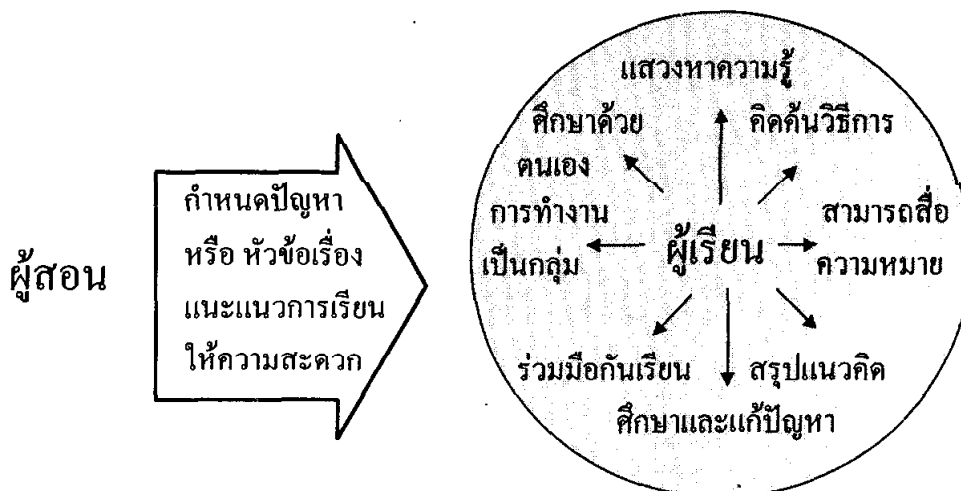 ผู้สอน
กำหนดปัญหา
หรือ หัวข้อเรื่อง
แนะแนวการเรียน
ให้ความสะดวก
แสวงหาความรู้
ศึกษาด้วย
ตนเอง
คิดค้นวิธีการ
การทำงาน
เป็นกลุ่ม
ผู้เรียน
สามารถสื่อ
ความหมาย
ร่วมมือกันเรียน
สรุปแนวคิด
ศึกษาและแก้ปัญหา